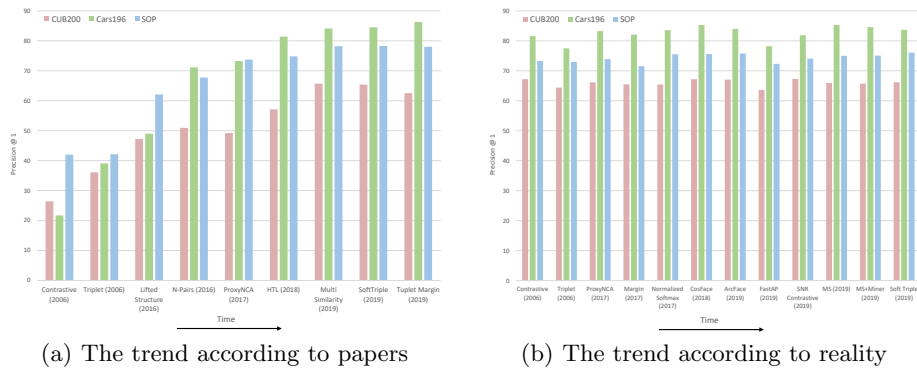 CUB200 Cars196 SOP
90
80
70
60
50
40
30
20
10
0
Precision @ 1
Contrastive (2006)
Triplet (2006)
Lifted Structure (2016)
N-Pairs (2016)
ProxyNCA (2017)
HTL (2018)
Multi Similarity (2019)
SoftTriple (2019)
Tuplet Margin (2019)
Time
(a) The trend according to papers
CUB200 Cars196 SOP
90
80
70
60
50
40
30
20
10
0
Precision @ 1
Contrastive (2006)
Triplet (2006)
ProxyNCA (2017)
Margin (2017)
Normalized Softmax (2017)
CosFace (2018)
ArcFace (2019)
FastAP (2019)
SNR Contrastive (2019)
MS (2019)
MS+Miner (2019)
Soft Triple (2019)
Time
(b) The trend according to reality